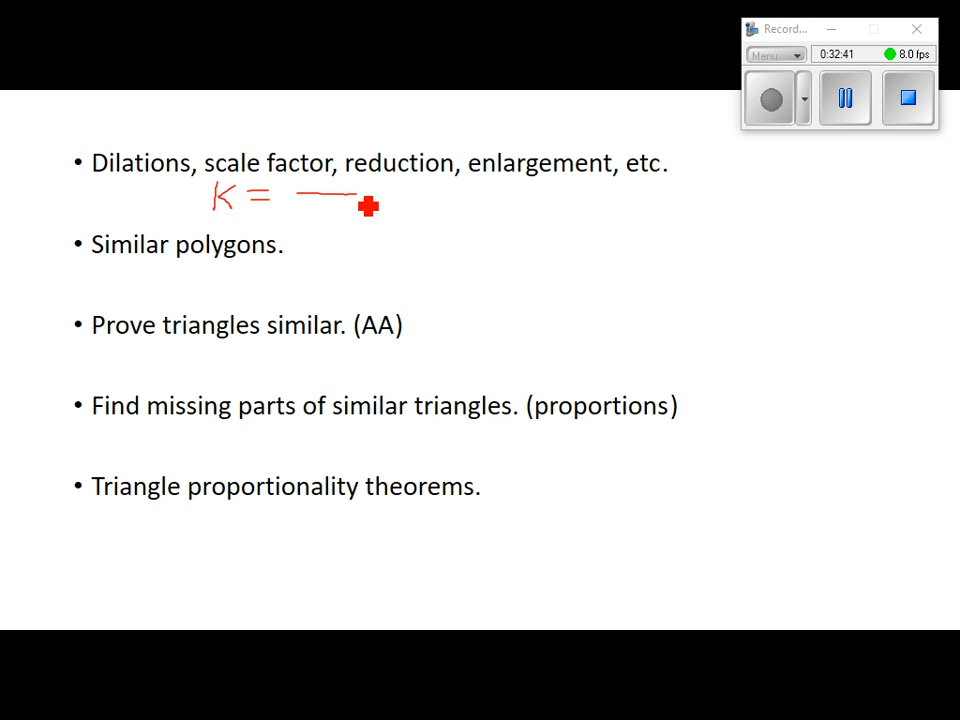 Record...
Menu
0:32:41
8.0 fps
• Dilations, scale factor, reduction, enlargement, etc.
K =
• Similar polygons.
• Prove triangles similar. (AA)
• Find missing parts of similar triangles. (proportions)
• Triangle proportionality theorems.